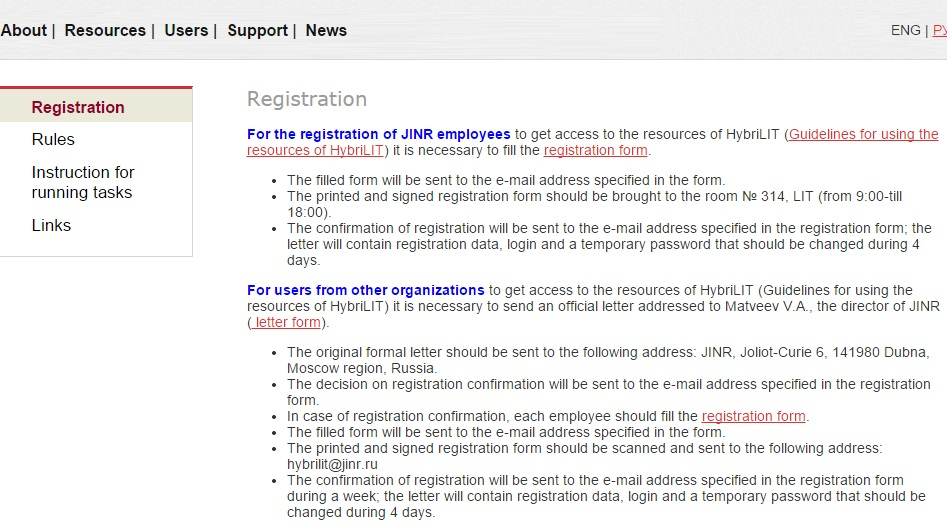 About | Resources | Users | Support | News
ENG | РУ
Registration
Rules
Instruction for
running tasks
Links
Registration
For the registration of JINR employees to get access to the resources of HybriLIT (Guidelines for using the
resources of HybriLIT) it is necessary to fill the registration form.
• The filled form will be sent to the e-mail address specified in the form.
• The printed and signed registration form should be brought to the room № 314, LIT (from 9:00-till
18:00).
• The confirmation of registration will be sent to the e-mail address specified in the registration form; the
letter will contain registration data, login and a temporary password that should be changed during 4
days.
For users from other organizations to get access to the resources of HybriLIT (Guidelines for using the
resources of HybriLIT) it is necessary to send an official letter addressed to Matveev V.A., the director of JINR
( letter form).
• The original formal letter should be sent to the following address: JINR, Joliot-Curie 6, 141980 Dubna,
Moscow region, Russia.
• The decision on registration confirmation will be sent to the e-mail address specified in the registration
form.
• In case of registration confirmation, each employee should fill the registration form.
• The filled form will be sent to the e-mail address specified in the form.
• The printed and signed registration form should be scanned and sent to the following address:
hybrilit@jinr.ru
• The confirmation of registration will be sent to the e-mail address specified in the registration form
during a week; the letter will contain registration data, login and a temporary password that should be
changed during 4 days.